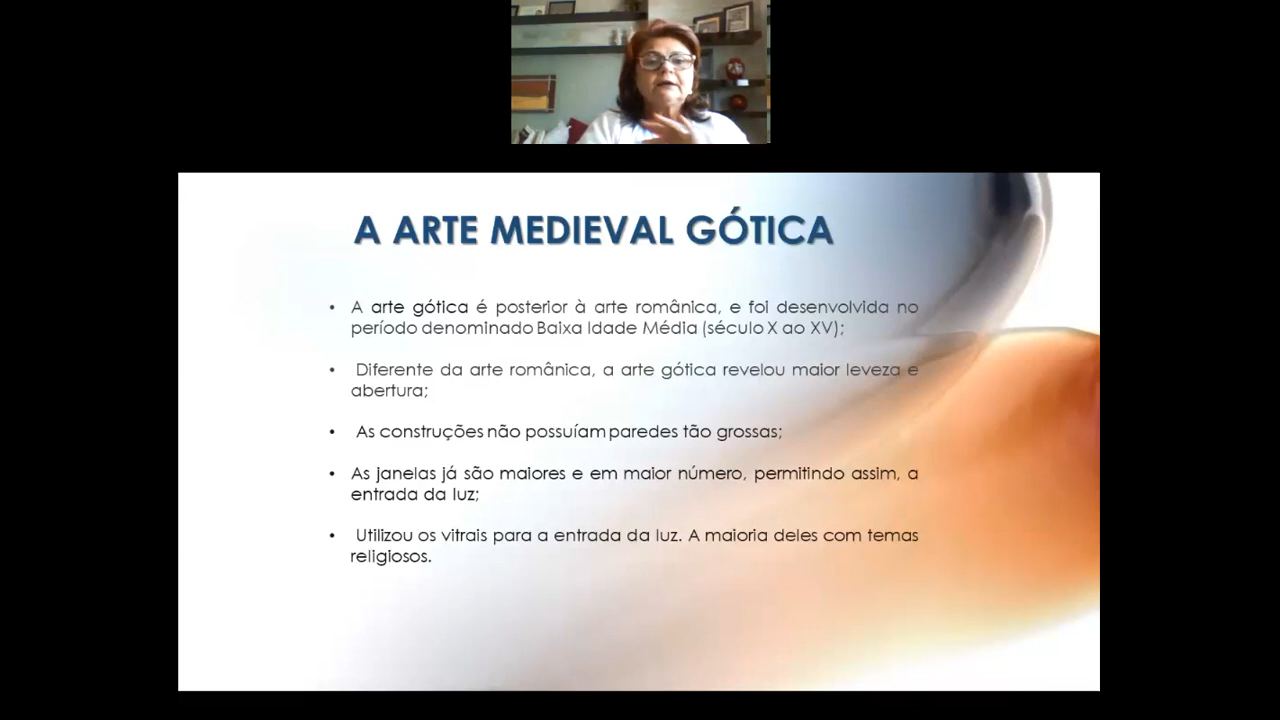 A ARTE MEDIEVAL GÓTICA
• A arte gótica é posterior à arte românica, e foi desenvolvida no
período denominado Baixa Idade Média (século X ao XV);
• Diferente da arte românica, a arte gótica revelou maior leveza e
abertura;
• As construções não possuíam paredes tão grossas;
• As janelas já são maiores e em maior número, permitindo assim, a
entrada da luz;
• Utilizou os vitrais para a entrada da luz. A maioria deles com temas
religiosos.